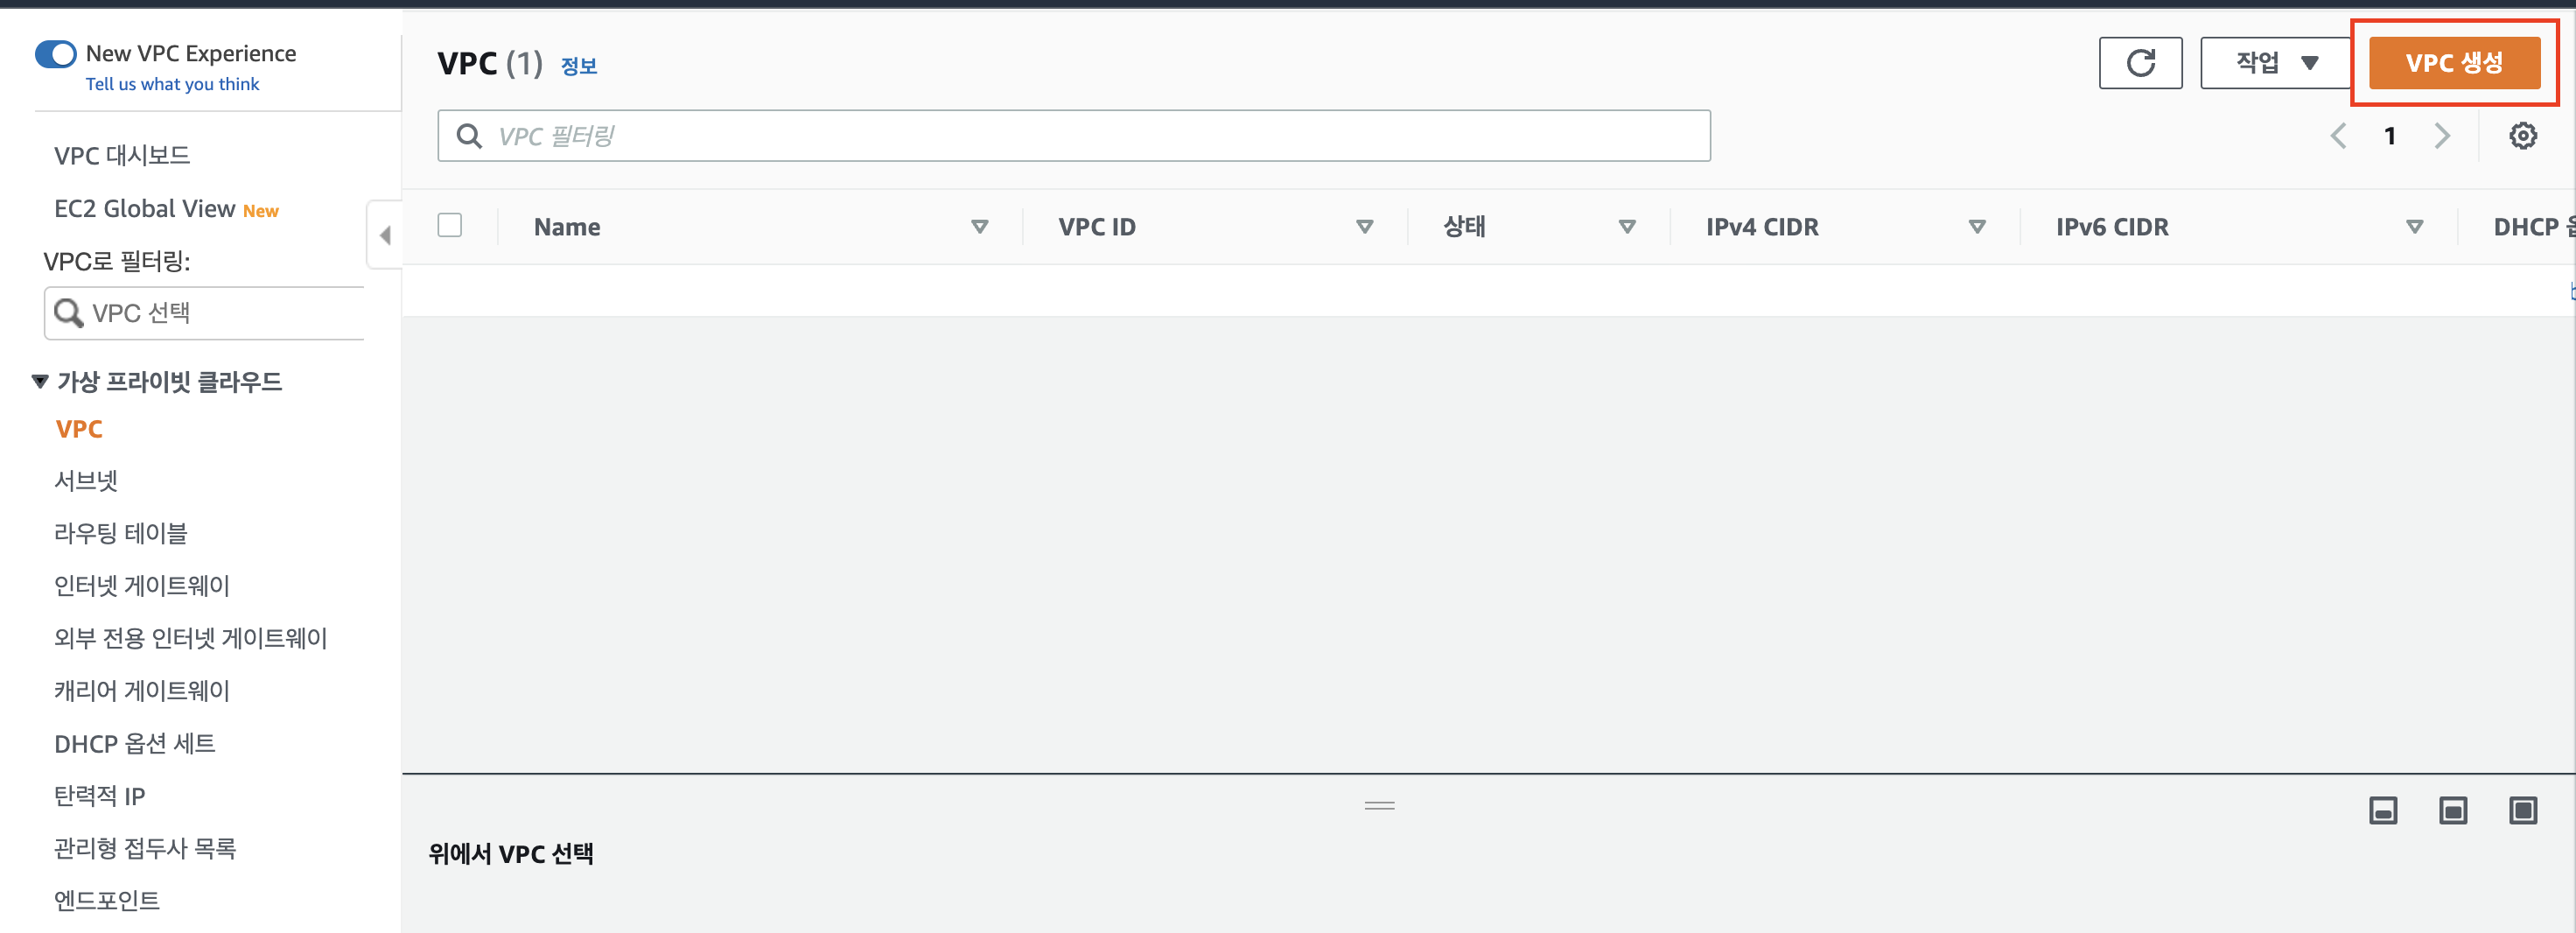 New VPC Experience
Tell us what you think
VPC 대시보드
EC2 Global View New
VPC로 필터링:
VPC 선택
가상 프라이빗 클라우드
VPC
서브넷
라우팅 테이블
인터넷 게이트웨이
외부 전용 인터넷 게이트웨이
캐리어 게이트웨이
DHCP 옵션 세트
탄력적 IP
관리형 접두사 목록
엔드포인트
VPC (1) 정보
작업
VPC 생성
VPC 필터링
1
Name VPC ID 상태 IPv4 CIDR IPv6 CIDR DHCP
위에서 VPC 선택